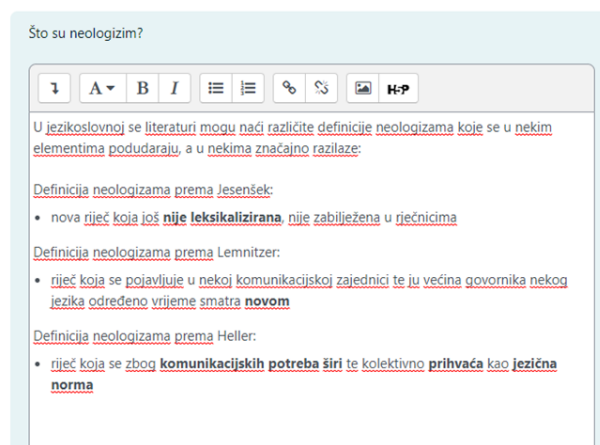 Što su neologizim?
A B I H-P
U jezikoslovnoj se literaturi mogu naći različite definicije neologizama koje se u nekim
elementima podudaraju, a u nekima značajno razilaze:
Definicija neologizama prema Jesenšek:
• nova riječ koja još nije leksikalizirana, nije zabilježena u rječnicima
Definicija neologizama prema Lemnitzer:
• riječ koja se pojavljuje u nekoj komunikacijskoj zajednici te ju većina govornika nekog
jezika određeno vrijeme smatra novom
Definicija neologizama prema Heller:
• riječ koja se zbog komunikacijskih potreba širi te kolektivno prihvaća kao jezična
norma